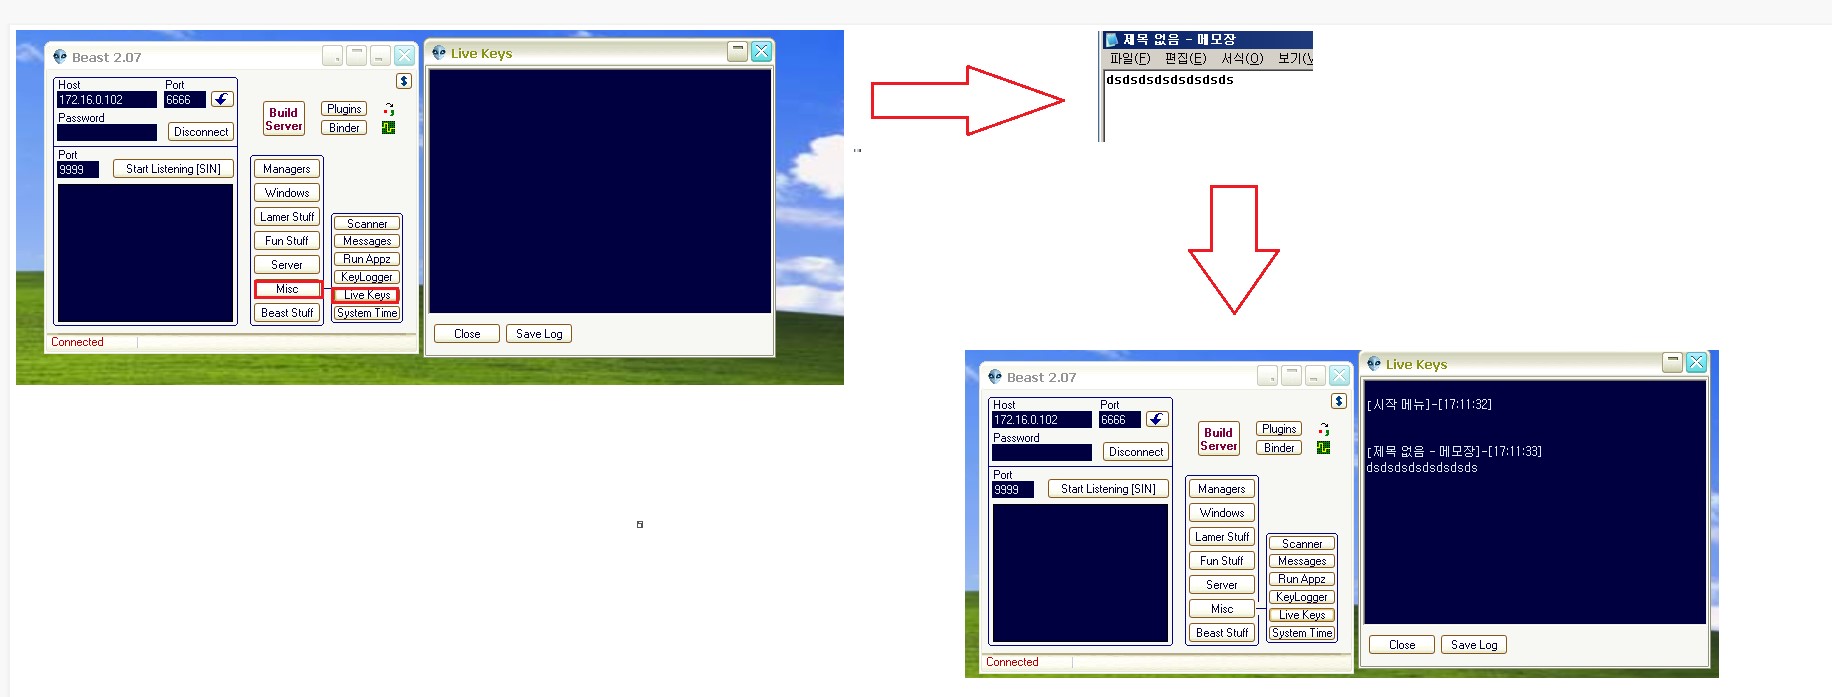 Beast 2.07
Host
Port
172.16.0.102
6666
Password
Disconnect
Port
9999
Start Listening [SIN]
$
Build
Server
Plugins
Binder
Managers
Windows
Lamer Stuff
Fun Stuff
Server
Misc
Beast Stuff
Scanner
Messages
Run Appz
KeyLogger
Live Keys
System Time
Connected
Live Keys
Close
Save Log
제목 없음 - 메모장
파일(F) 편집(E) 서식(O) 보기(V
dsdsdsdsdsdsdsds
Beast 2.07
Host
Port
172.16.0.102
6666
Password
Disconnect
Port
9999
Start Listening [SIN]
$
Build
Server
Plugins
Binder
Managers
Windows
Lamer Stuff
Fun Stuff
Server
Misc
Beast Stuff
Scanner
Messages
Run Appz
KeyLogger
Live Keys
System Time
Connected
Live Keys
[시작 메뉴]-[17:11:32]
[제목 없음 - 메모장]-[17:11:33]
dsdsdsdsdsdsdsds
Close
Save Log